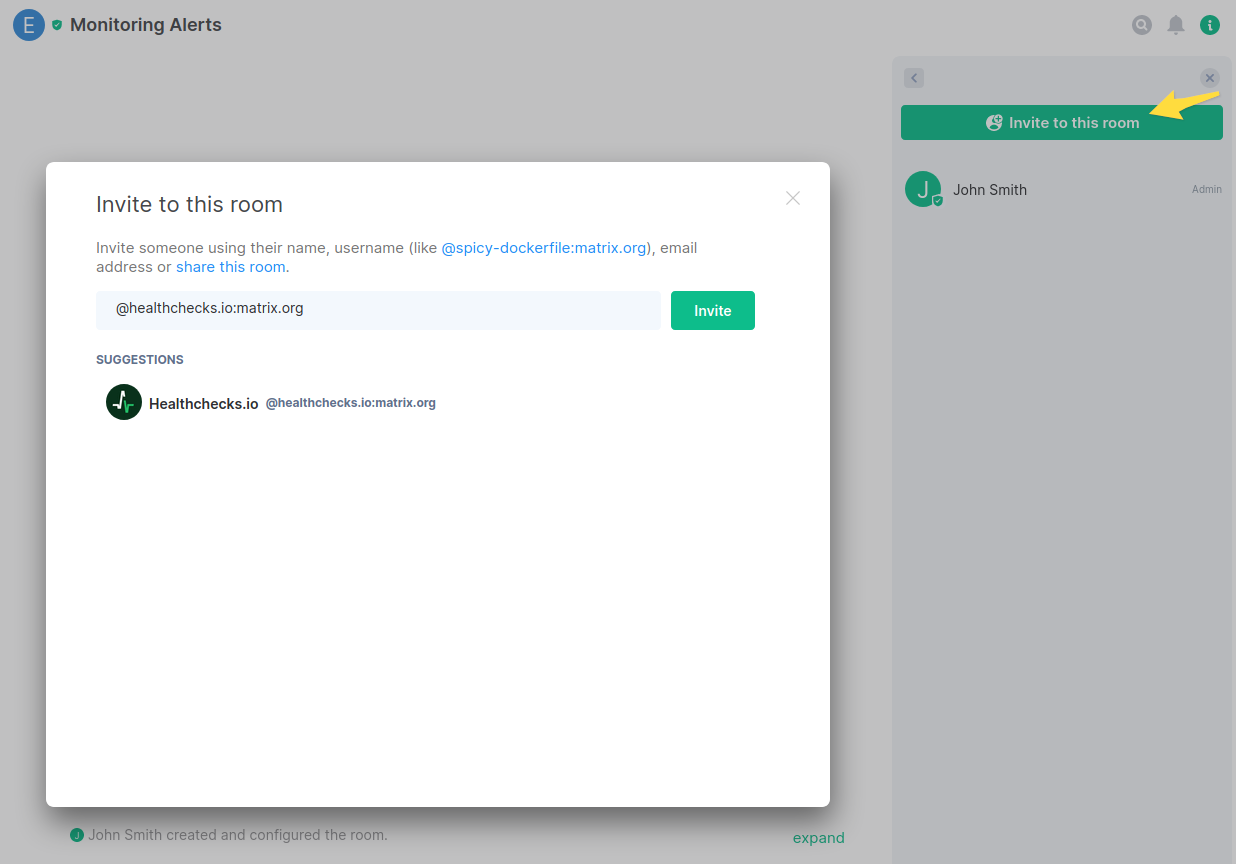 E Monitoring Alerts
Invite to this room
J John Smith Admin
Invite to this room
Invite someone using their name, username (like @spicy-dockerfile:matrix.org), email
address or share this room.
@healthchecks.io:matrix.org Invite
SUGGESTIONS
Healthchecks.io @healthchecks.io:matrix.org
J John Smith created and configured the room.
expand